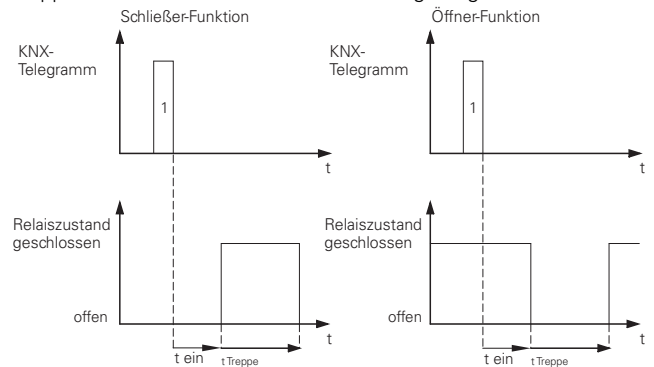 Schließer-Funktion
KNX-
Telegramm
1
t
Relaiszustand
geschlossen
offen
t
t ein
t Treppe
Öffner-Funktion
KNX-
Telegramm
1
t
Relaiszustand
geschlossen
offen
t
t ein
t Treppe